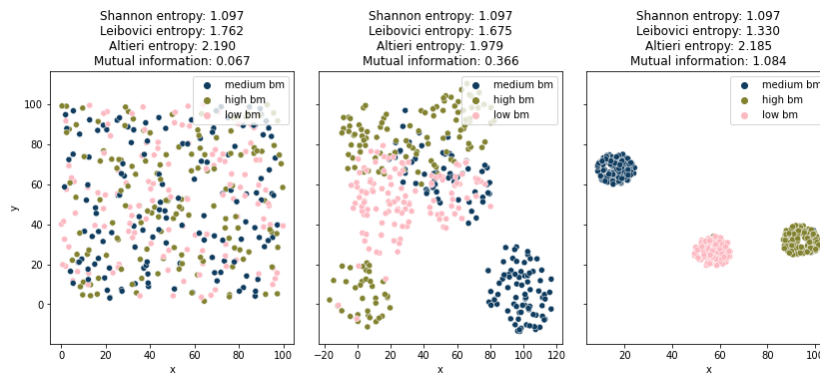 Shannon entropy: 1.097
Leibovici entropy: 1.762
Altieri entropy: 2.190
Mutual information: 0.067
medium bm
high bm
low bm
100
80
60
40
20
0
y
0 20 40 60 80 100
x
Shannon entropy: 1.097
Leibovici entropy: 1.675
Altieri entropy: 1.979
Mutual information: 0.366
medium bm
high bm
low bm
−20 0 20 40 60 80 100 120
x
Shannon entropy: 1.097
Leibovici entropy: 1.330
Altieri entropy: 2.185
Mutual information: 1.084
medium bm
high bm
low bm
20 40 60 80 100
x